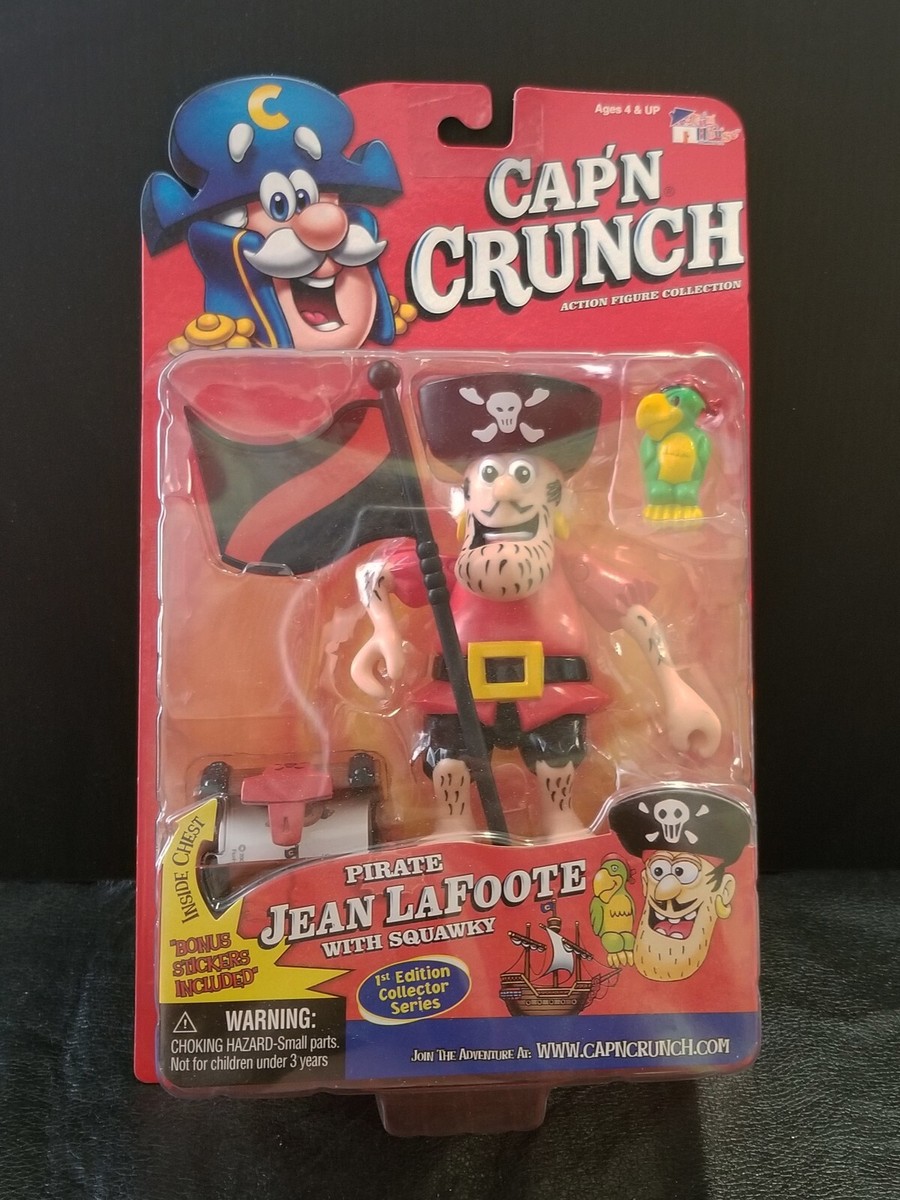 Ages 4 & UP
C
CAP'N
CRUNCH
ACTION FIGURE COLLECTION
INSIDE CHEST
"BONUS
STICKERS
INCLUDED"
PIRATE
JEAN LAFOOTE
WITH SQUAWKY
1st Edition
Collector
Series
WARNING:
CHOKING HAZARD-Small parts.
Not for children under 3 years
JOIN THE ADVENTURE AT: WWW.CAPNCRUNCH.COM